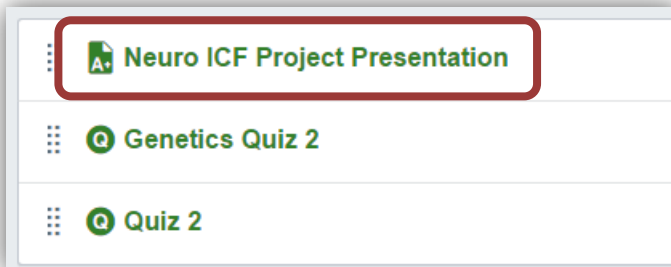 A+ Neuro ICF Project Presentation
Q Genetics Quiz 2
Q Quiz 2